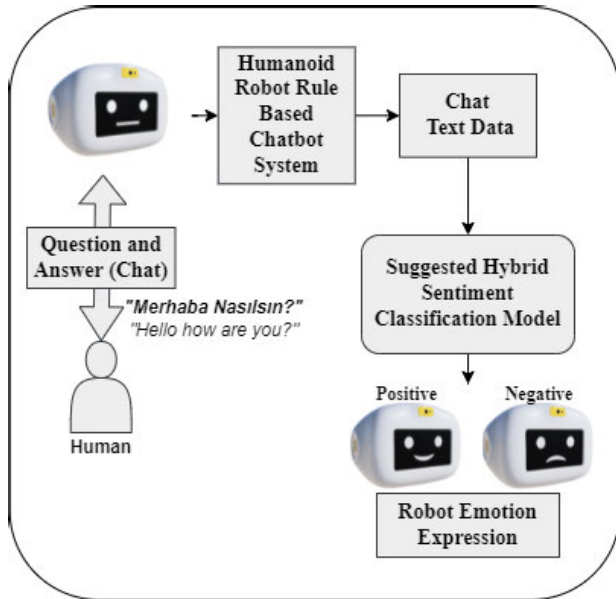 Humanoid
Robot Rule
Based
Chatbot
System
Chat
Text Data
Question and
Answer (Chat)
"Merhaba Nasılsın?"
"Hello how are you?"
Human
Suggested Hybrid
Sentiment
Classification Model
Positive
Negative
Robot Emotion
Expression